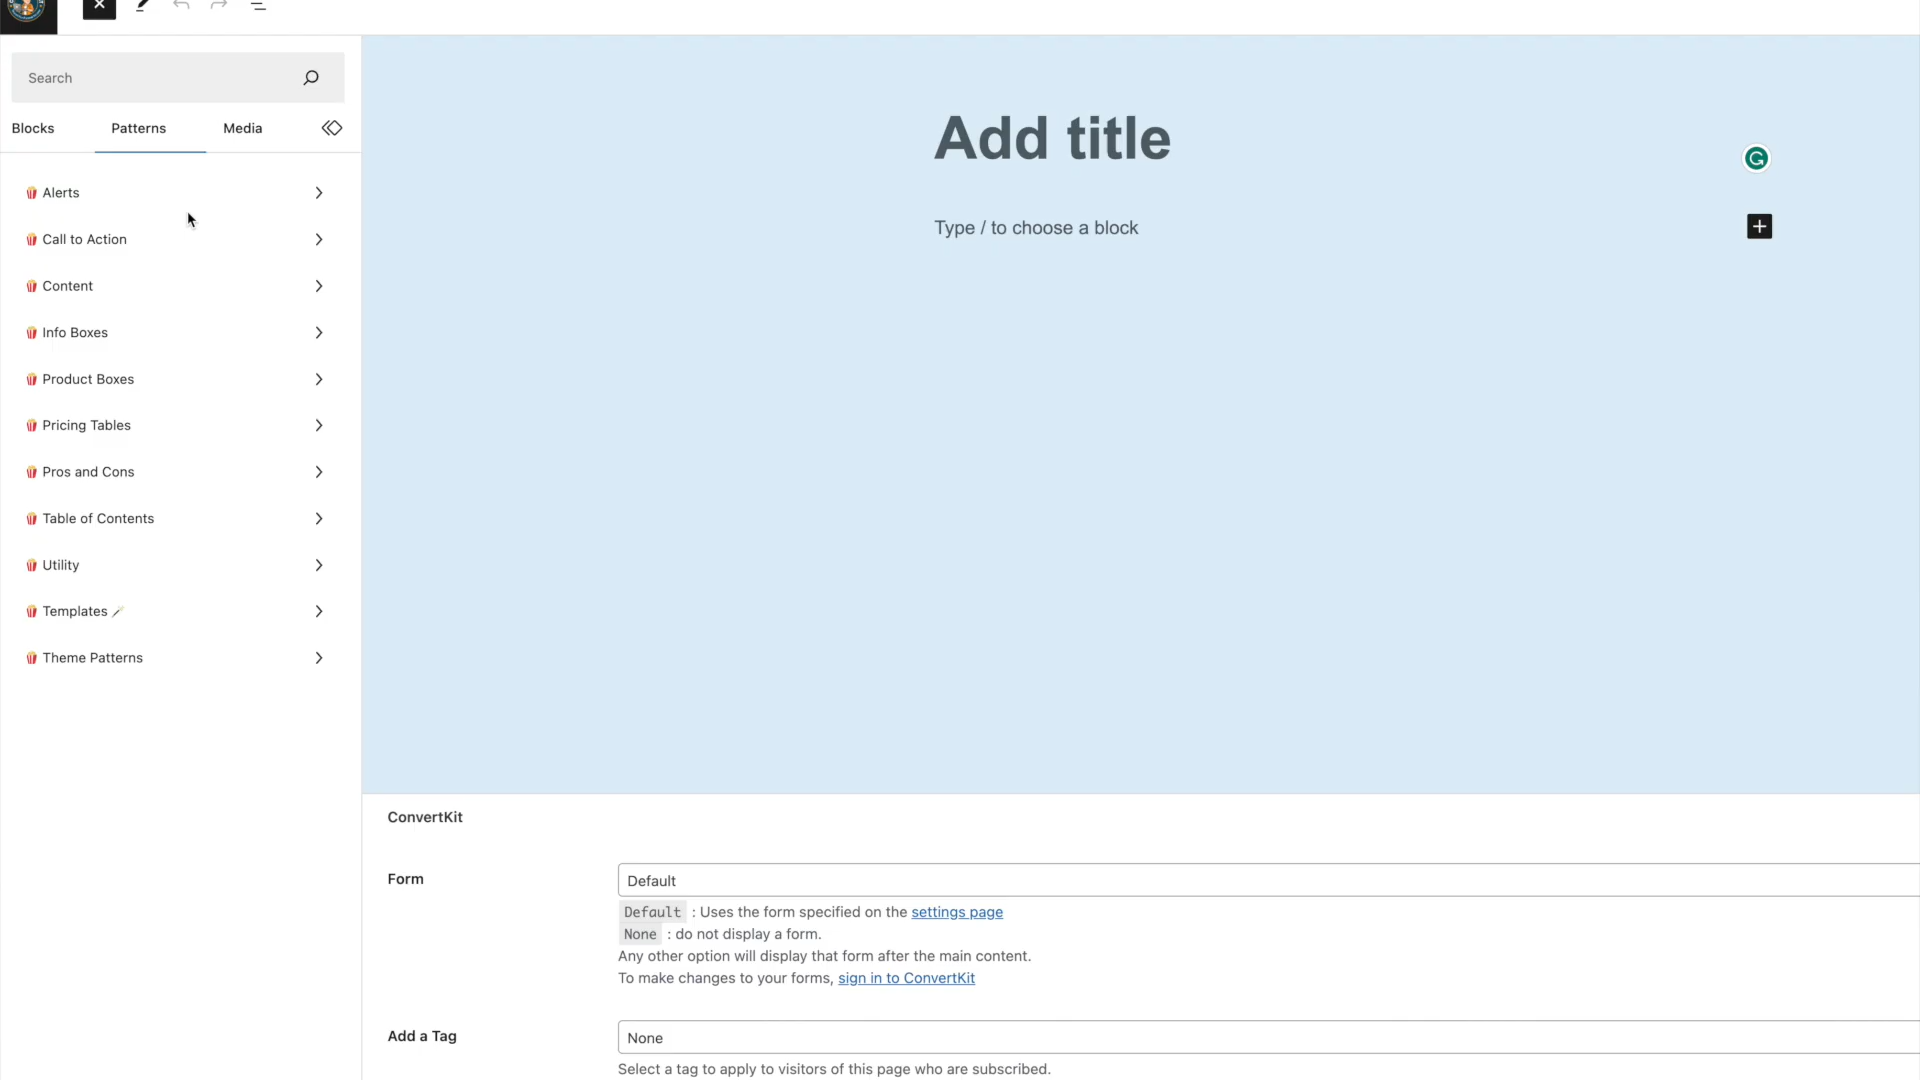 Search
Blocks
Patterns
Media
Alerts
Call to Action
Content
Info Boxes
Product Boxes
Pricing Tables
Pros and Cons
Table of Contents
Utility
Templates
Theme Patterns
Add title
Type / to choose a block
ConvertKit
Form
Default
Default : Uses the form specified on the settings page
None : do not display a form.
Any other option will display that form after the main content.
To make changes to your forms, sign in to ConvertKit
Add a Tag
None
Select a tag to apply to visitors of this page who are subscribed.